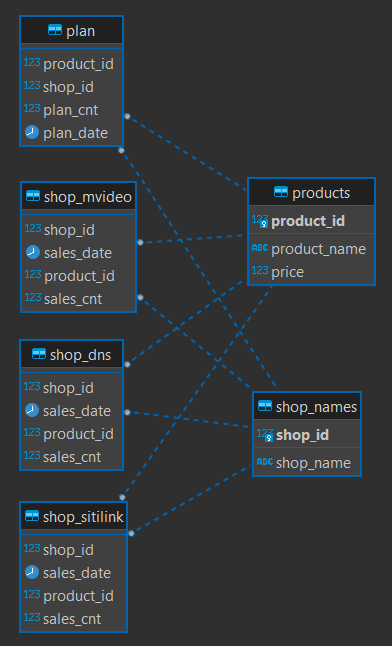 plan
123 product_id
123 shop_id
123 plan_cnt
plan_date
shop_mvideo
123 shop_id
sales_date
123 product_id
123 sales_cnt
products
123 product_id
ABC product_name
123 price
shop_dns
123 shop_id
sales_date
123 product_id
123 sales_cnt
shop_names
123 shop_id
ABC shop_name
shop_sitilink
123 shop_id
sales_date
123 product_id
123 sales_cnt